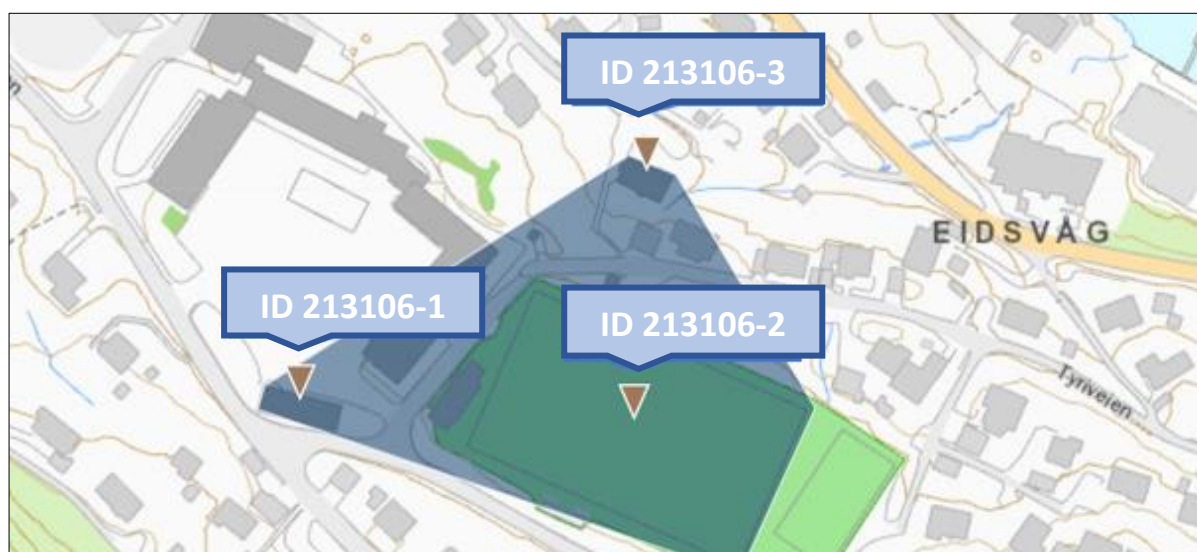 ID 213106-3
EIDSVÅG
ID 213106-1
ID 213106-2
Tyriveien